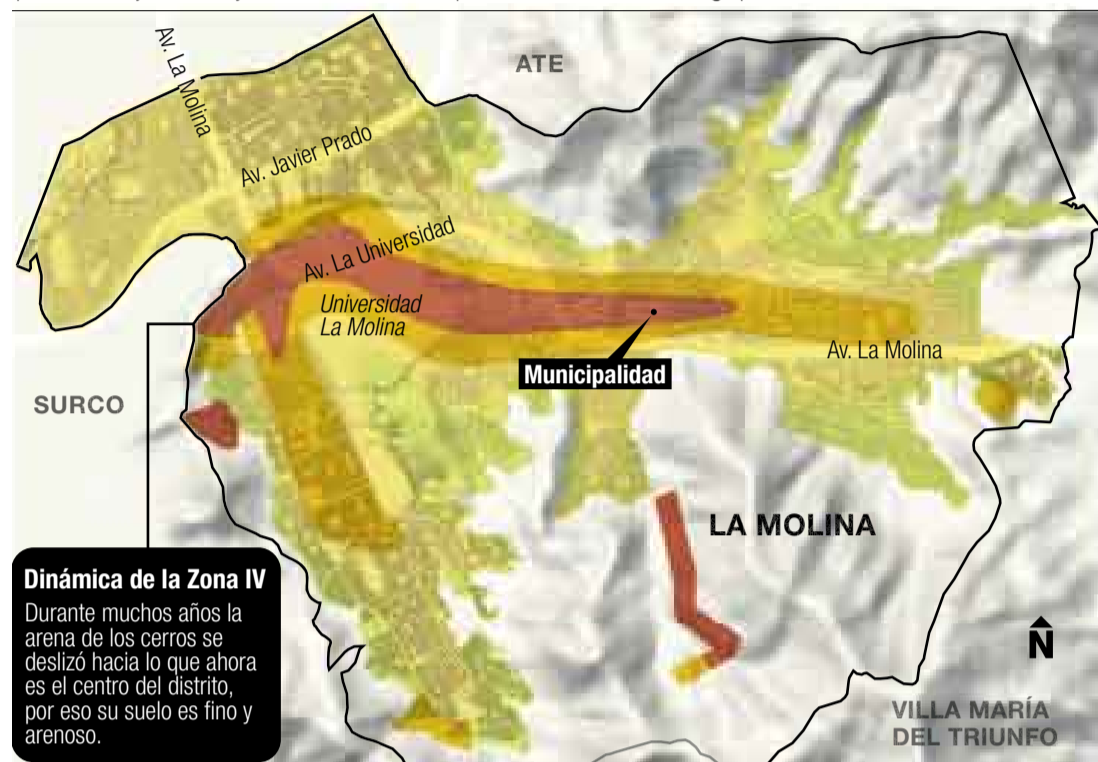 ATE
Av. La Molina
Av. Javier Prado
Av. La Universidad
Universidad
La Molina
Av. La Molina
Municipalidad
SURCO
LA MOLINA
Dinámica de la Zona IV
Durante muchos años la
arena de los cerros se
deslizó hacia lo que ahora
es el centro del distrito,
por eso su suelo es fino y
arenoso.
N
VILLA MARÍA
DEL TRIUNFO